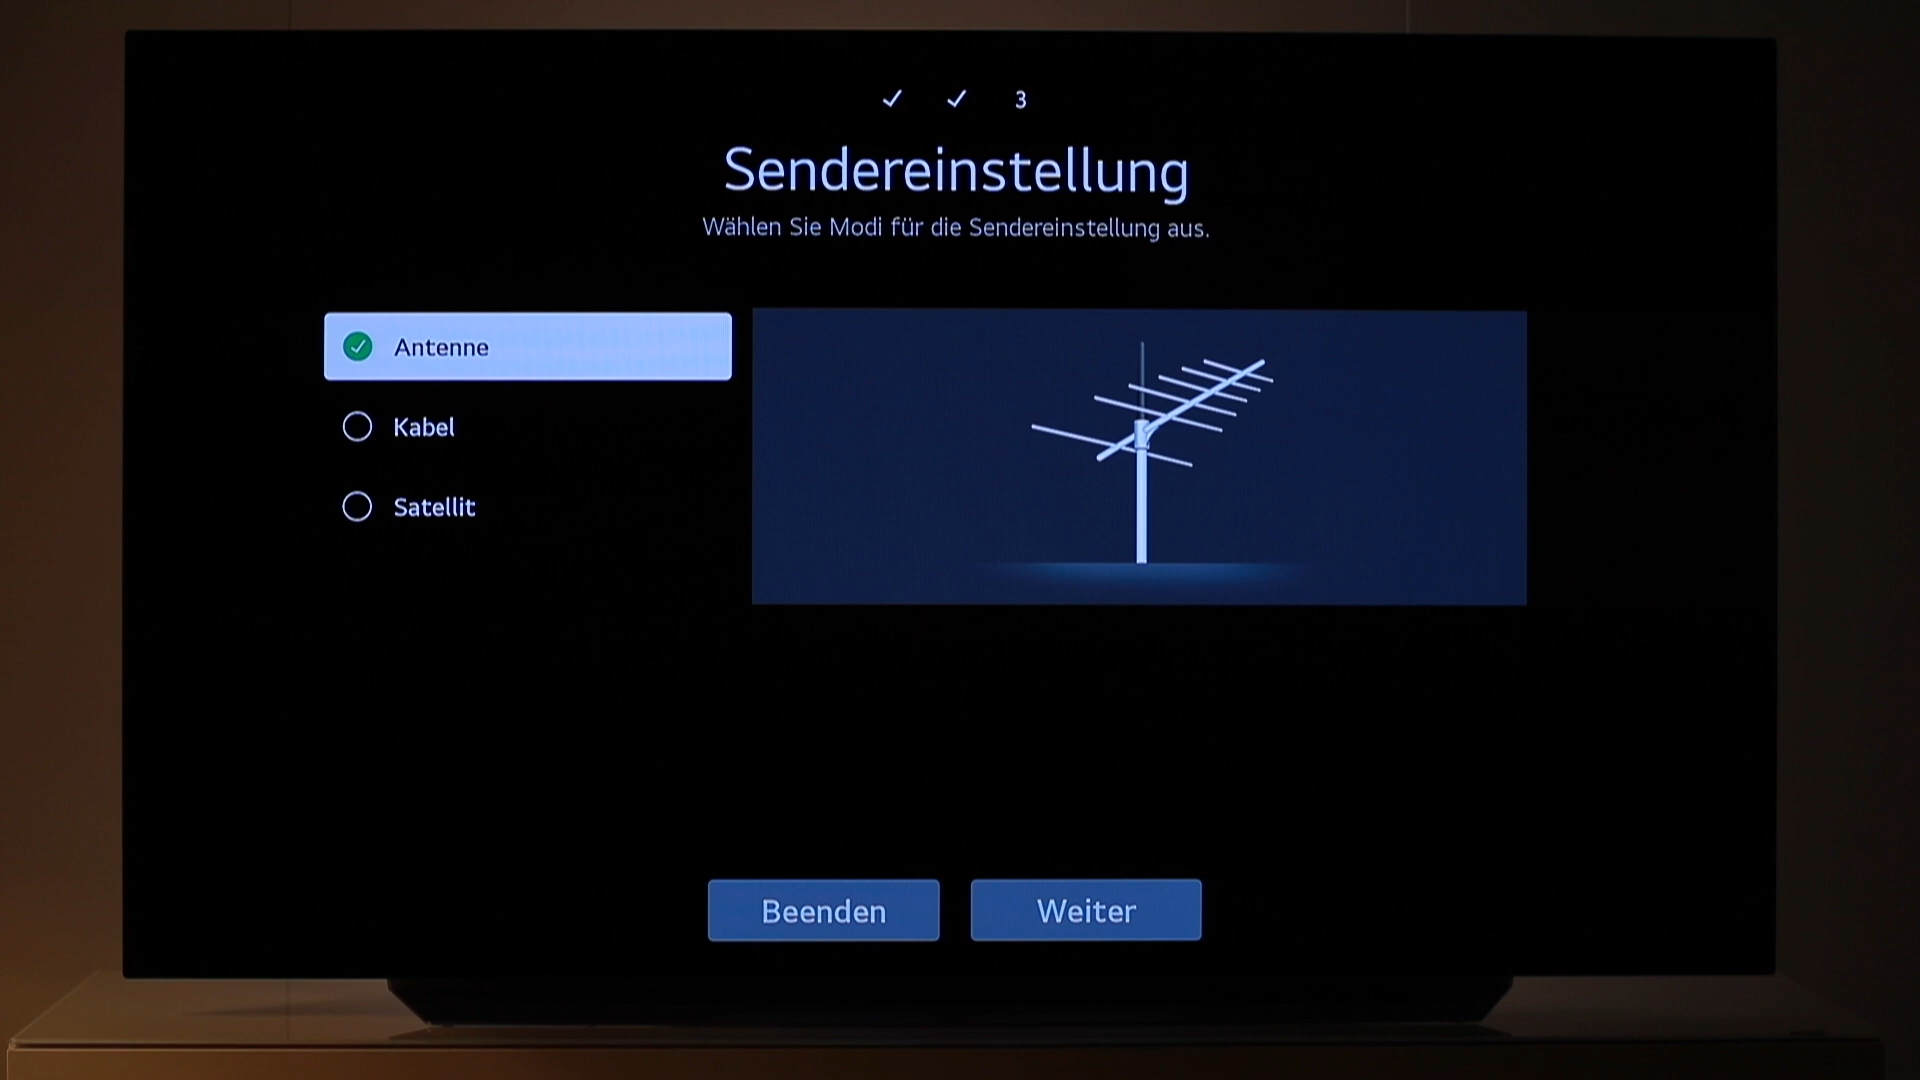 3
Sendereinstellung
Wählen Sie Modi für die Sendereinstellung aus.
Antenne
Kabel
Satellit
Beenden
Weiter